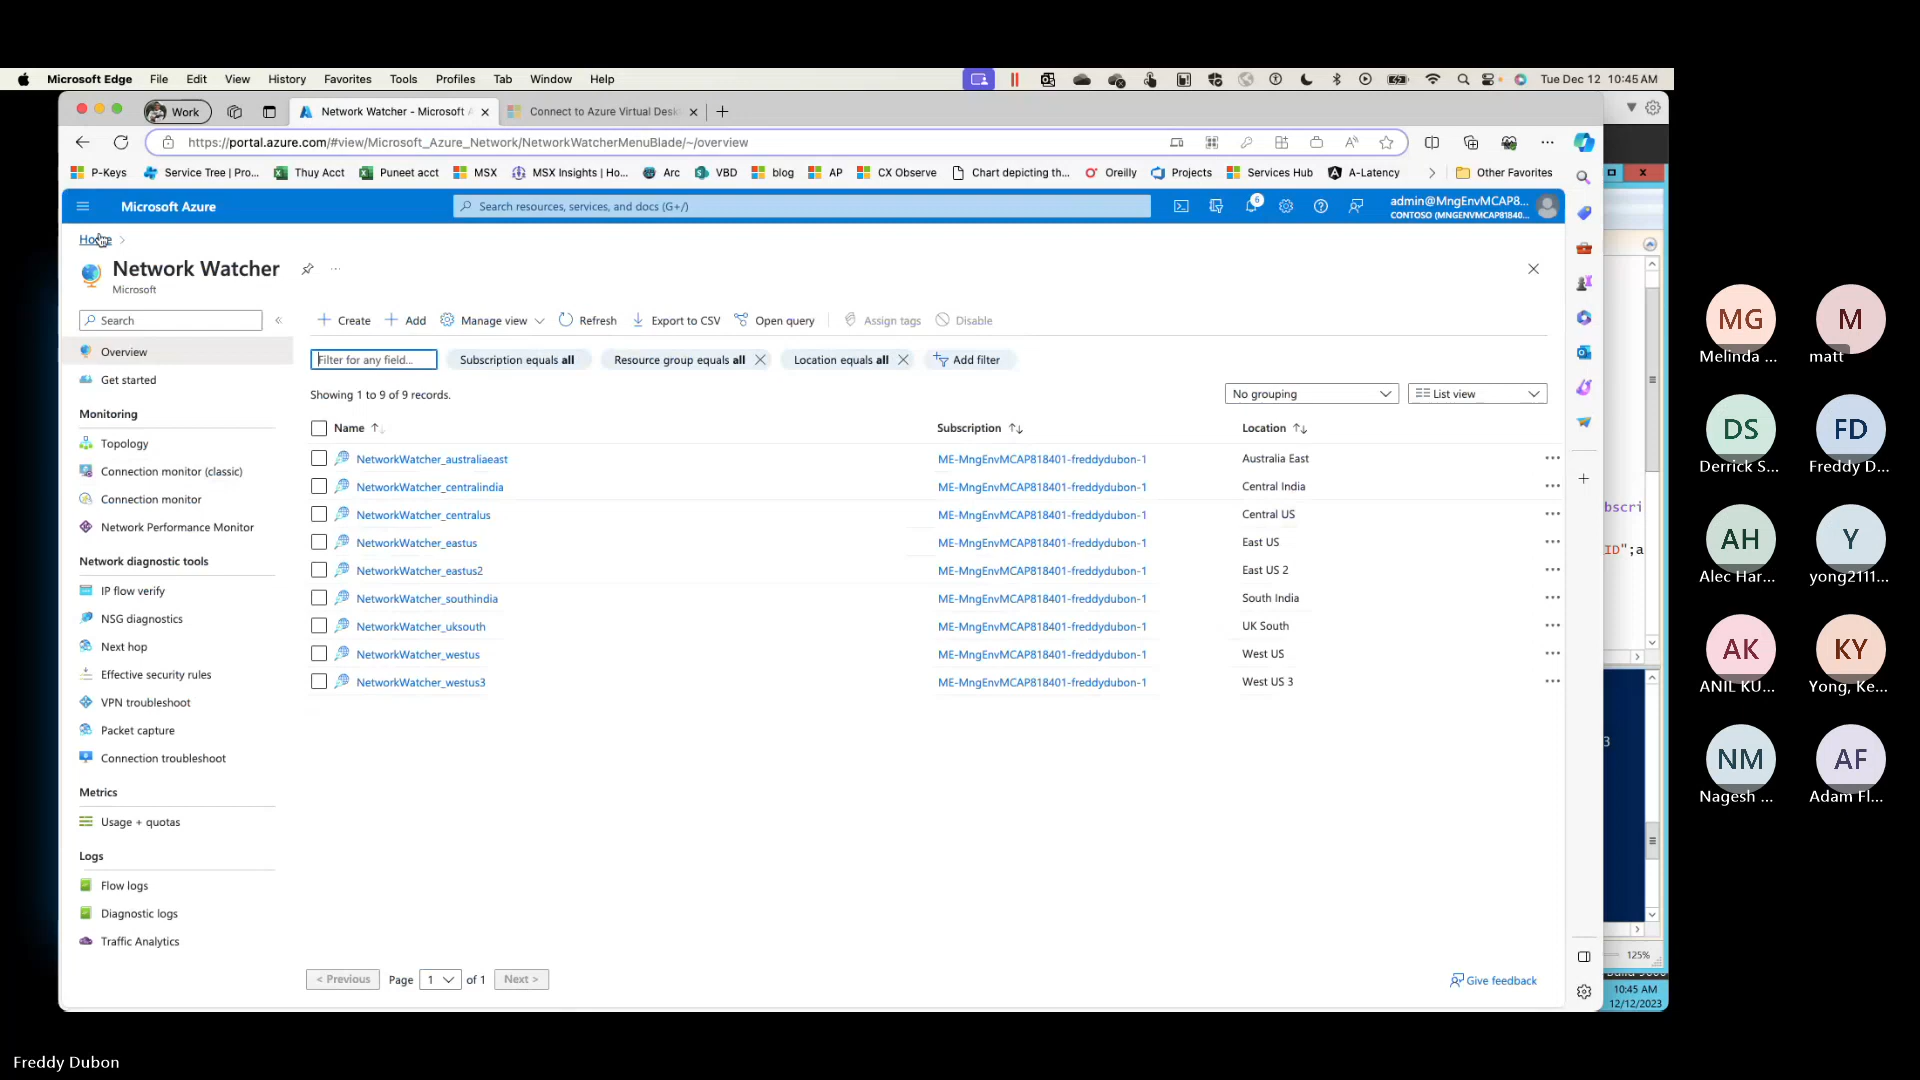 Microsoft Edge File Edit View History Favorites Tools Profiles Tab Window Help Tue Dec 12 10:45 AM
Work Network Watcher - Microsoft Connect to Azure Virtual Desk
https://portal.azure.com/#view/Microsoft_Azure_Network/NetworkWatcherMenuBlade/~/overview
P-Keys Service Tree | Pro... Thuy Acct Puneet acct MSX MSX Insights | Ho... Arc VBD blog AP CX Observe Chart depicting th... Oreilly Projects Services Hub A-Latency Other Favorites
Microsoft Azure Search resources, services, and docs (G+/) 6 admin@MngEnvMCAP8...
CONTOSO (MNGENVMCAP81840...
Home
Network Watcher
Microsoft
Search
Create Add Manage view Refresh Export to CSV Open query Assign tags Disable
Overview
Get started
Monitoring
Topology
Connection monitor (classic)
Connection monitor
Network Performance Monitor
Network diagnostic tools
IP flow verify
NSG diagnostics
Next hop
Effective security rules
VPN troubleshoot
Packet capture
Connection troubleshoot
Metrics
Usage + quotas
Logs
Flow logs
Diagnostic logs
Traffic Analytics
Filter for any field... Subscription equals all Resource group equals all Location equals all Add filter
Showing 1 to 9 of 9 records. No grouping List view
Name Subscription Location
NetworkWatcher_australiaeast ME-MngEnvMCAP818401-freddydubon-1 Australia East
NetworkWatcher_centralindia ME-MngEnvMCAP818401-freddydubon-1 Central India
NetworkWatcher_centralus ME-MngEnvMCAP818401-freddydubon-1 Central US
NetworkWatcher_eastus ME-MngEnvMCAP818401-freddydubon-1 East US
NetworkWatcher_eastus2 ME-MngEnvMCAP818401-freddydubon-1 East US 2
NetworkWatcher_southindia ME-MngEnvMCAP818401-freddydubon-1 South India
NetworkWatcher_uksouth ME-MngEnvMCAP818401-freddydubon-1 UK South
NetworkWatcher_westus ME-MngEnvMCAP818401-freddydubon-1 West US
NetworkWatcher_westus3 ME-MngEnvMCAP818401-freddydubon-1 West US 3
< Previous Page 1 of 1 Next >
Give feedback
bscri
ID";a
3
125%
10:45 AM
12/12/2023
MG M
Melinda ... matt
DS FD
Derrick S... Freddy D...
AH Y
Alec Har... yong2111...
AK KY
ANIL KU... Yong, Ke...
NM AF
Nagesh ... Adam Fl...
Freddy Dubon